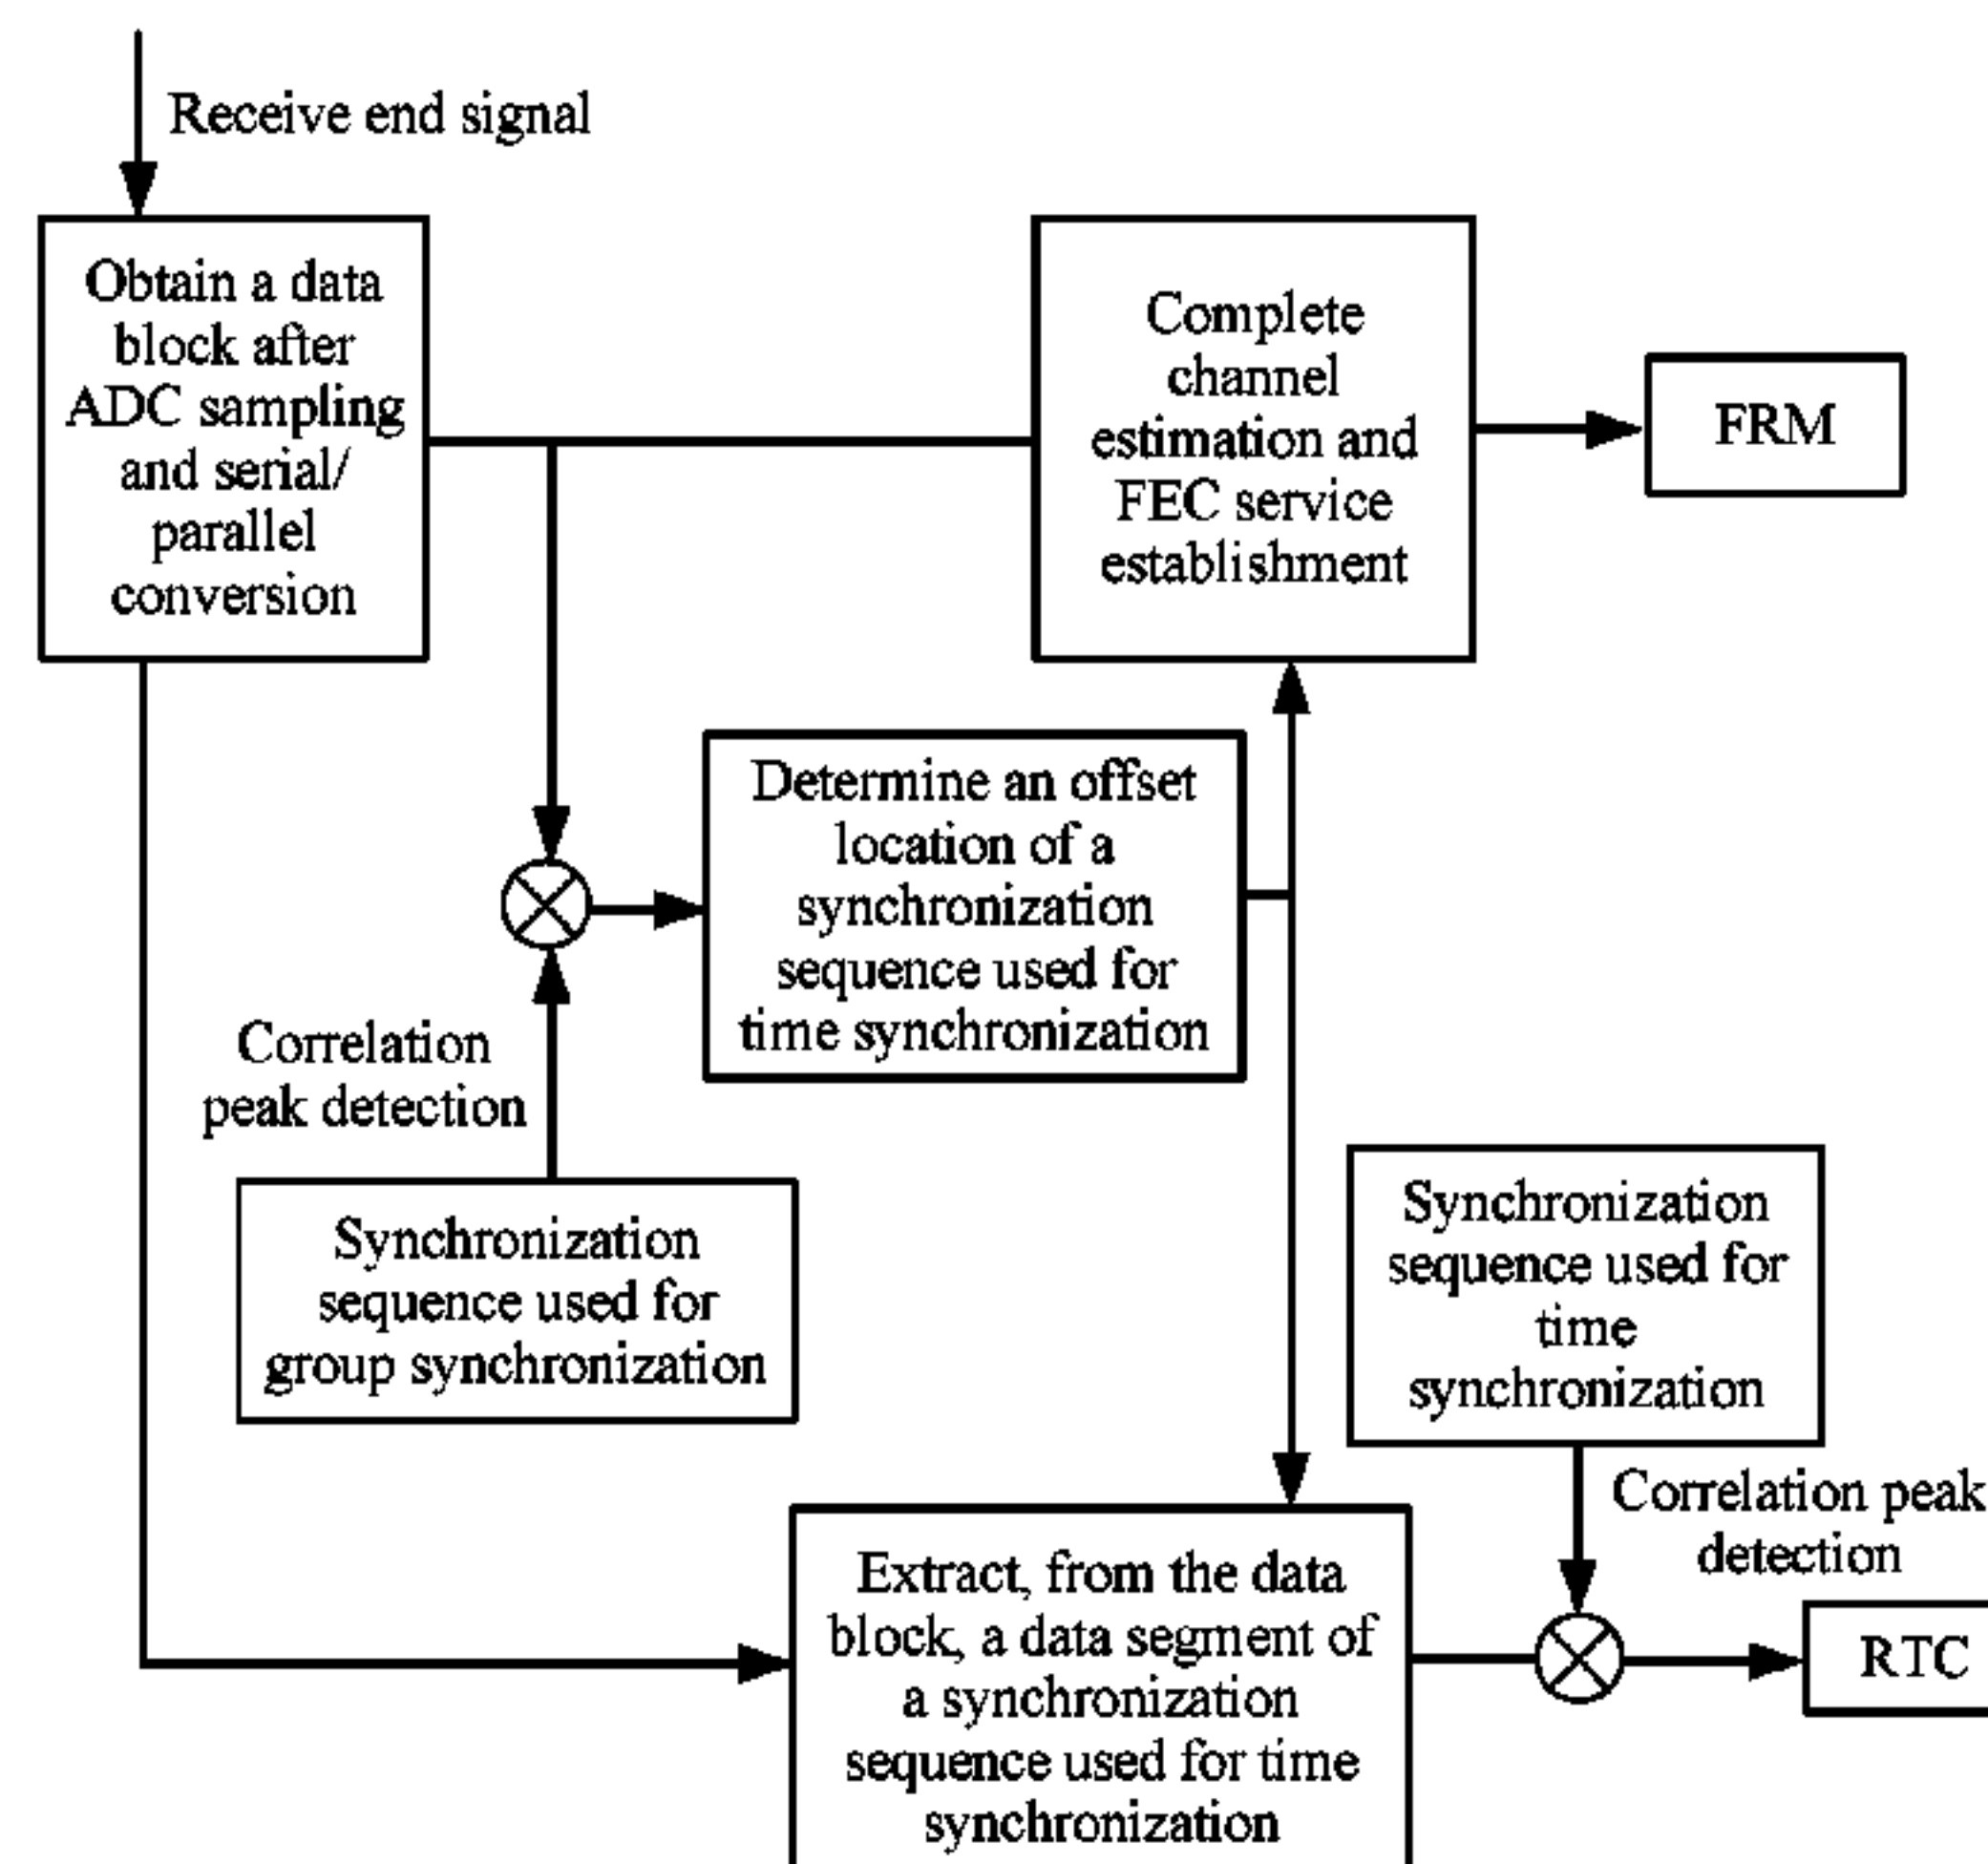 Receive end signal
Obtain a data
block after
ADC sampling
and serial/
parallel
conversion
Complete
channel
estimation and
FEC service
establishment
FRM
Determine an offset
location of a
synchronization
sequence used for
time synchronization
Correlation
peak detection
Synchronization
sequence used for
group synchronization
Synchronization
sequence used for
time
synchronization
Correlation peak
detection
Extract, from the data
block, a data segment of
a synchronization
sequence used for time
synchronization
RTC